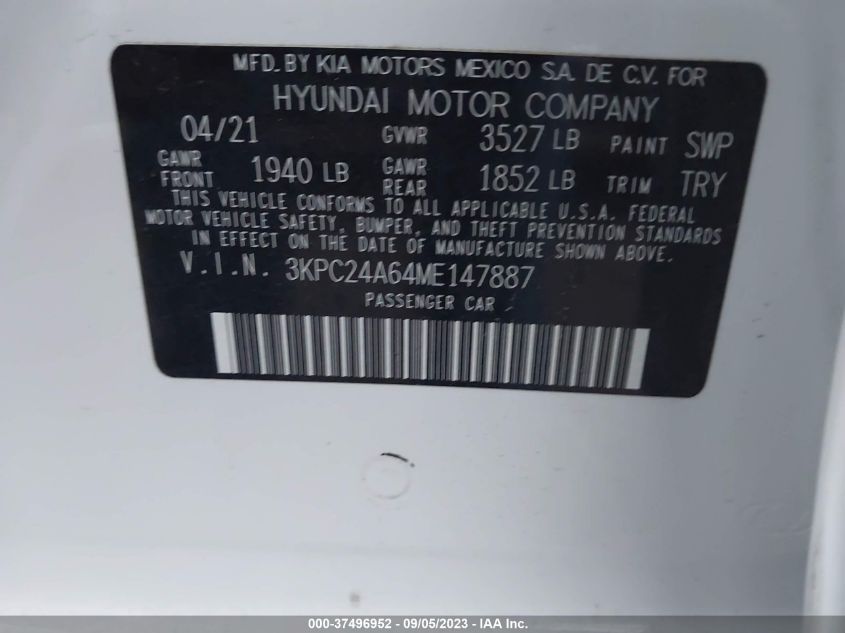 MFD. BY KIA MOTORS MEXICO S.A. DE C.V. FOR
HYUNDAI MOTOR COMPANY
04/21 GVWR 3527 LB PAINT SWP
GAWR FRONT 1940 LB GAWR REAR 1852 LB TRIM TRY
THIS VEHICLE CONFORMS TO ALL APPLICABLE U.S.A. FEDERAL
MOTOR VEHICLE SAFETY, BUMPER, AND THEFT PREVENTION STANDARDS
IN EFFECT ON THE DATE OF MANUFACTURE SHOWN ABOVE.
V.I.N. 3KPC24A64ME147887
PASSENGER CAR
000-37496952 - 09/05/2023 - IAA Inc.